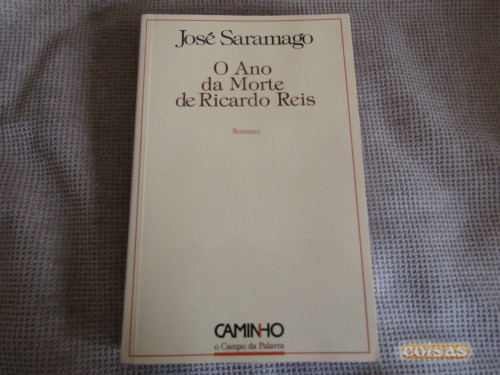 José Saramago
O Ano
da Morte
de Ricardo Reis
Romance
CAMINHO
o Campo da Palavra
coisas